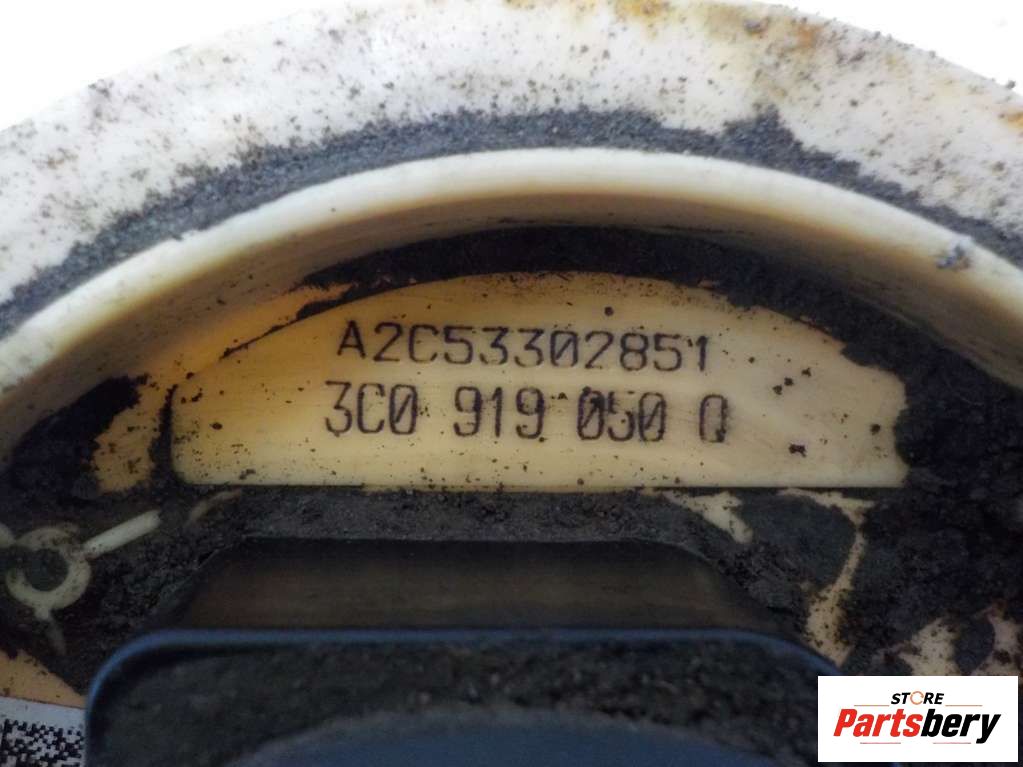 A2C53302851
3C0 919 050 Q
STORE
Partsbery